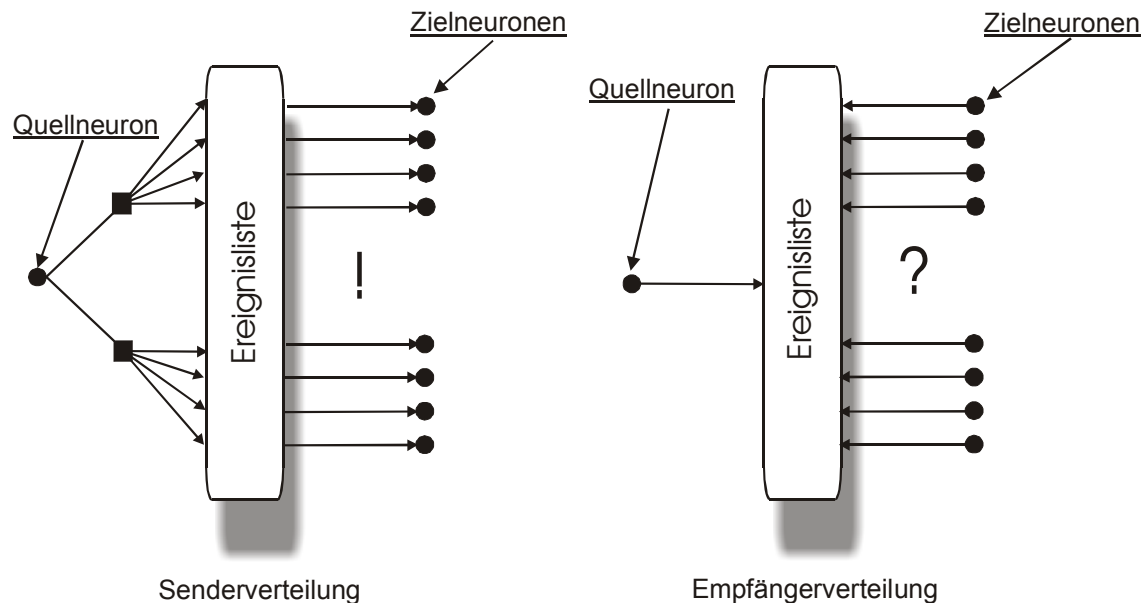 Zielneuronen
Quellneuron
Ereignisliste
!
Senderverteilung
Zielneuronen
Quellneuron
Ereignisliste
?
Empfängerverteilung